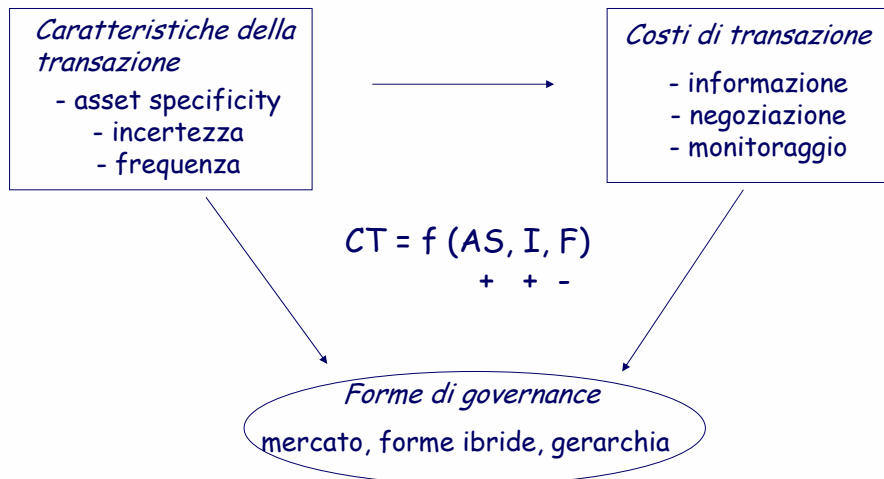 Caratteristiche della
transazione
- asset specificity
- incertezza
- frequenza
Costi di transazione
- informazione
- negoziazione
- monitoraggio
CT = f (AS, I, F)
+ + -
Forme di governance
mercato, forme ibride, gerarchia